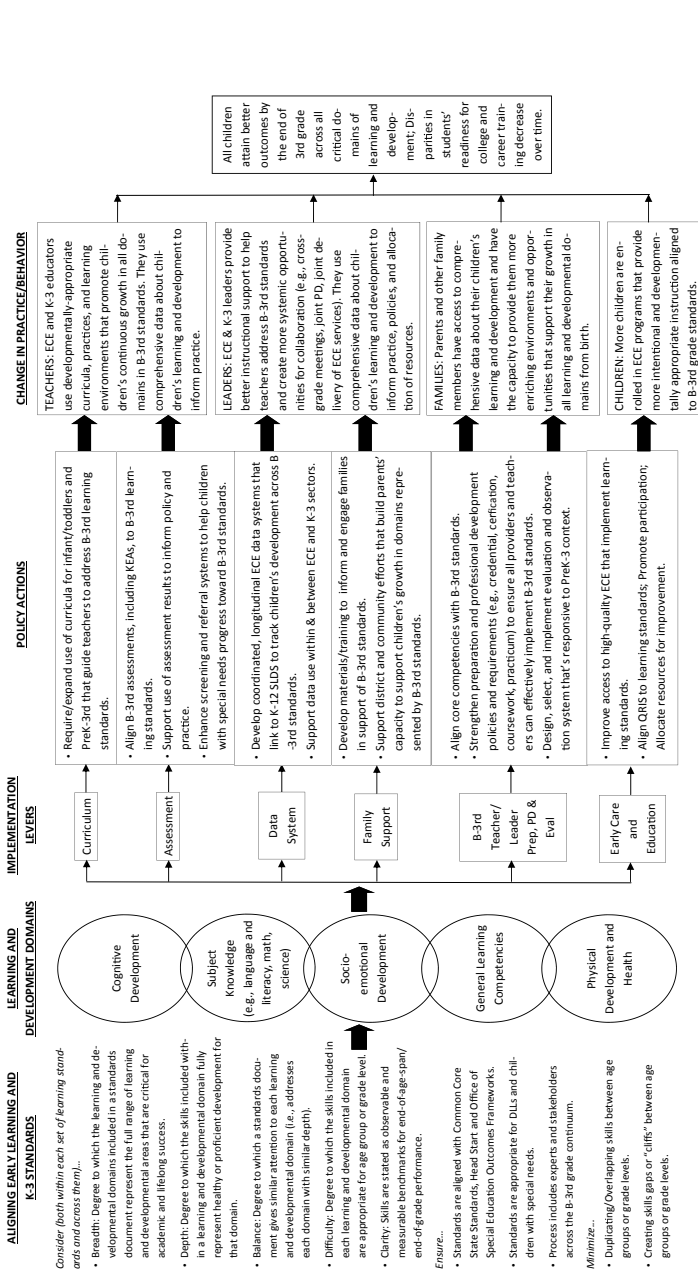 ALIGNING EARLY LEARNING AND
K-3 STANDARDS
Consider (both within each set of learning stand-
ards and across them)...
• Breadth: Degree to which the learning and de-
velopmental domains included in a standards
document represent the full range of learning
and developmental areas that are critical for
academic and lifelong success.
• Depth: Degree to which the skills included with-
in a learning and developmental domain fully
represent healthy or proficient development for
that domain.
• Balance: Degree to which a standards docu-
ment gives similar attention to each learning
and developmental domain (i.e., addresses
each domain with similar depth).
• Difficulty: Degree to which the skills included in
each learning and developmental domain
are appropriate for age group or grade level.
• Clarity: Skills are stated as observable and
measurable benchmarks for end-of-age-span/
end-of-grade performance.
Ensure...
• Standards are aligned with Common Core
State Standards, Head Start and Office of
Special Education Outcomes Frameworks.
• Standards are appropriate for DLLs and chil-
dren with special needs.
• Process includes experts and stakeholders
across the B-3rd grade continuum.
Minimize...
• Duplicating/Overlapping skills between age
groups or grade levels.
• Creating skills gaps or "cliffs" between age
groups or grade levels.
LEARNING AND
DEVELOPMENT DOMAINS
Cognitive
Development
Subject
Knowledge
(e.g., language and
literacy, math,
science)
Socio-
emotional
Development
General Learning
Competencies
Physical
Development and
Health
IMPLEMENTATION
LEVERS
Curriculum
Assessment
Data
System
Family
Support
B-3rd
Teacher/
Leader
Prep, PD &
Eval
Early Care
and
Education
POLICY ACTIONS
• Require/expand use of curricula for infant/toddlers and
PreK-3rd that guide teachers to address B-3rd learning
standards.
• Align B-3rd assessments, including KEAs, to B-3rd learn-
ing standards.
• Support use of assessment results to inform policy and
practice.
• Enhance screening and referral systems to help children
with special needs progress toward B-3rd standards.
• Develop coordinated, longitudinal ECE data systems that
link to K-12 SLDS to track children's development across B
-3rd standards.
• Support data use within & between ECE and K-3 sectors.
• Develop materials/training to inform and engage families
in support of B-3rd standards.
• Support district and community efforts that build parents'
capacity to support children's growth in domains repre-
sented by B-3rd standards.
• Align core competencies with B-3rd standards.
• Strengthen preparation and professional development
policies and requirements (e.g., credential, cerfication,
coursework, practicum) to ensure all providers and teach-
ers can effectively implement B-3rd standards.
• Design, select, and implement evaluation and observa-
tion system that's responsive to PreK-3 context.
• Improve access to high-quality ECE that implement learn-
ing standards.
• Align QRIS to learning standards; Promote participation;
Allocate resources for improvement.
CHANGE IN PRACTICE/BEHAVIOR
TEACHERS: ECE and K-3 educators
use developmentally-appropriate
curricula, practices, and learning
environments that promote chil-
dren's continuous growth in all do-
mains in B-3rd standards. They use
comprehensive data about chil-
dren's learning and development to
inform practice.
LEADERS: ECE & K-3 leaders provide
better instructional support to help
teachers address B-3rd standards
and create more systemic opportu-
nities for collaboration (e.g., cross-
grade meetings, joint PD, joint de-
livery of ECE services). They use
comprehensive data about chil-
dren's learning and development to
inform practice, policies, and alloca-
tion of resources.
FAMILIES: Parents and other family
members have access to compre-
hensive data about their children's
learning and development and have
the capacity to provide them more
enriching environments and oppor-
tunities that support their growth in
all learning and developmental do-
mains from birth.
CHILDREN: More children are en-
rolled in ECE programs that provide
more intentional and developmen-
tally appropriate instruction aligned
to B-3rd grade standards.
All children
attain better
outcomes by
the end of
3rd grade
across all
critical do-
mains of
learning and
develop-
ment; Dis-
parities in
students'
readiness for
college and
career train-
ing decrease
over time.